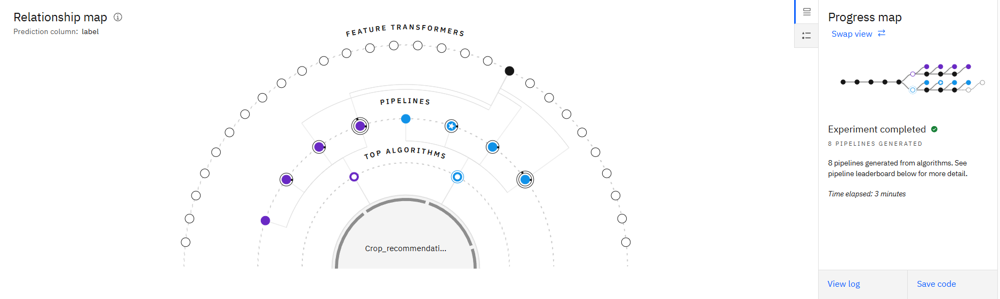 Relationship map
Prediction column: label
FEATURE TRANSFORMERS
PIPELINES
TOP ALGORITHMS
Crop_recommendati...
Progress map
Swap view
Experiment completed
8 PIPELINES GENERATED
8 pipelines generated from algorithms. See
pipeline leaderboard below for more detail.
Time elapsed: 3 minutes
View log
Save code